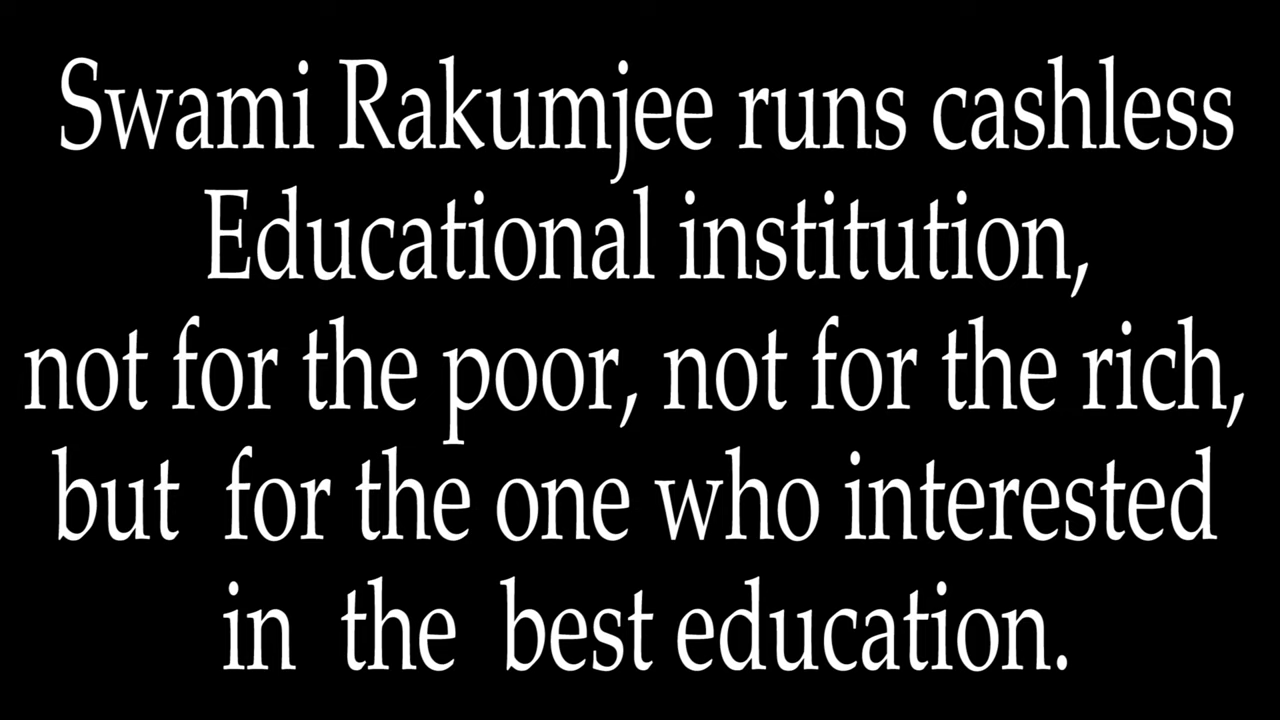 Swami Rakumjee runs cashless
Educational institution,
not for the poor, not for the rich,
but for the one who interested
in the best education.